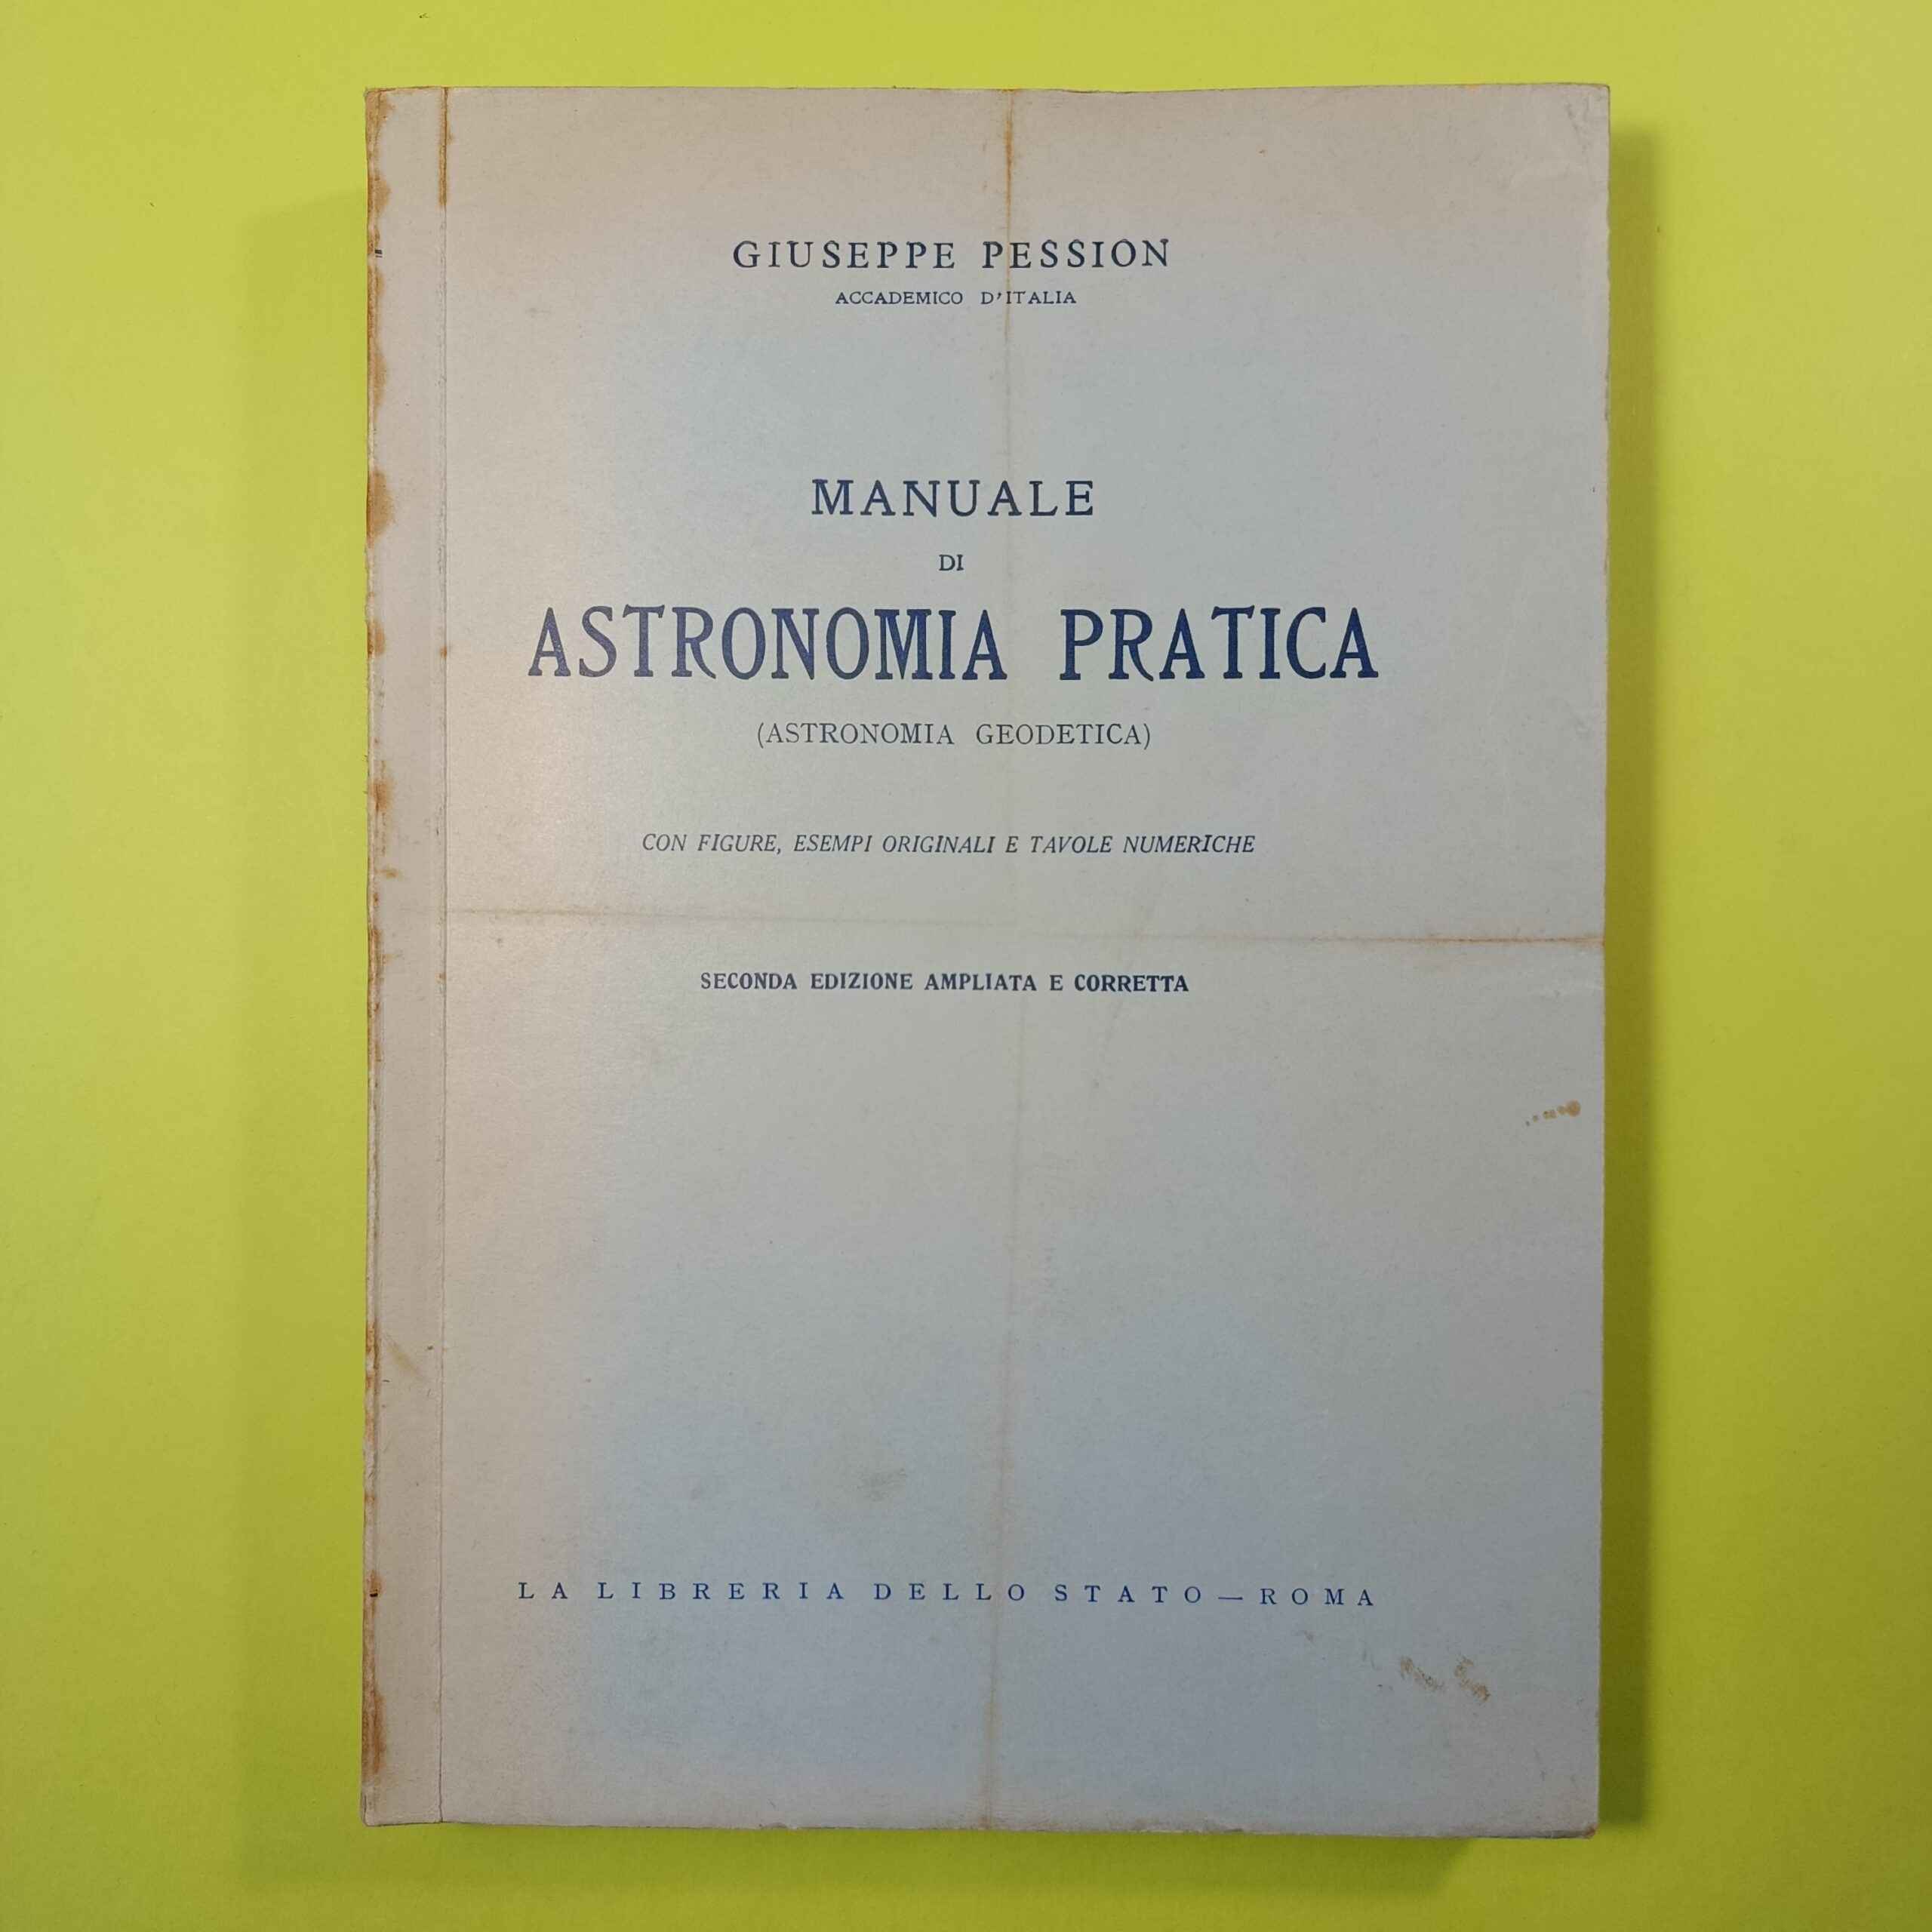 GIUSEPPE PESSION
ACCADEMICO D'ITALIA
MANUALE
DI
ASTRONOMIA PRATICA
(ASTRONOMIA GEODETICA)
CON FIGURE, ESEMPI ORIGINALI E TAVOLE NUMERICHE
SECONDA EDIZIONE AMPLIATA E CORRETTA
LA LIBRERIA DELLO STATO — ROMA